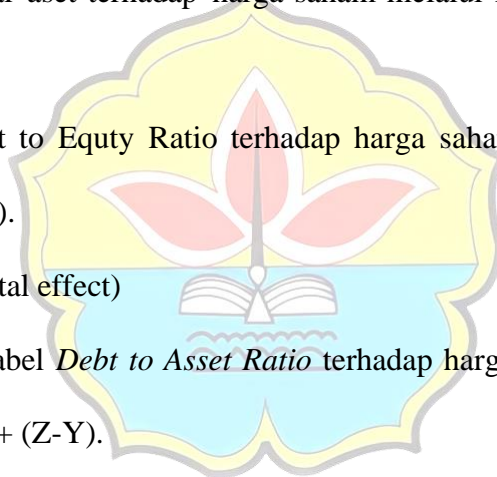 aset terhadap harga saham melalui
t to Equty Ratio terhadap harga saha
).
tal effect)
abel Debt to Asset Ratio terhadap harg
+ (Z-Y).